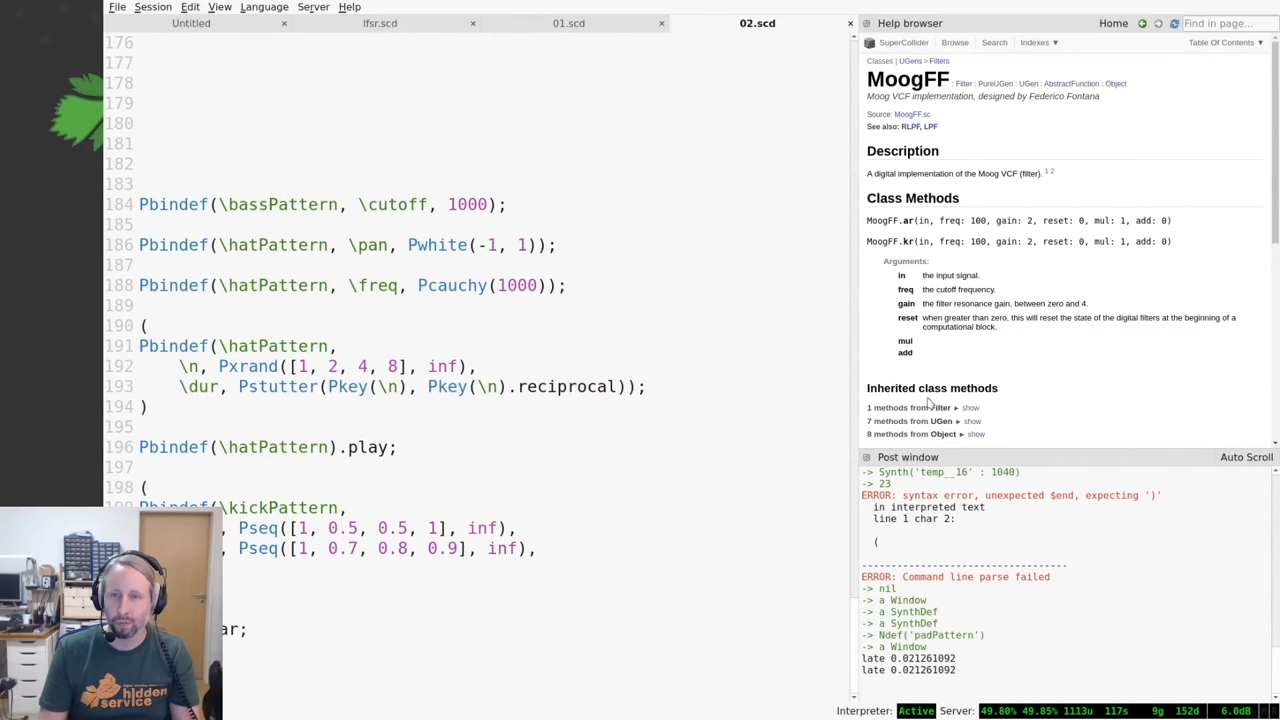 File Session Edit View Language Server Help
Untitled × lfsr.scd × 01.scd × 02.scd ×
176
177
178
179
180
181
182
183
184 Pbindef(\bassPattern, \cutoff, 1000);
185
186 Pbindef(\hatPattern, \pan, Pwhite(-1, 1));
187
188 Pbindef(\hatPattern, \freq, Pcauchy(1000));
189
190 (
191 Pbindef(\hatPattern,
192 \n, Pxrand([1, 2, 4, 8], inf),
193 \dur, Pstutter(Pkey(\n), Pkey(\n).reciprocal));
194 )
195
196 Pbindef(\hatPattern).play;
197
198 (
Pbindef(\kickPattern,
Pseq([1, 0.5, 0.5, 1], inf),
Pseq([1, 0.7, 0.8, 0.9], inf),
ar;
hidden
service
Help browser Home Find in page...
SuperCollider Browse Search Indexes ▼ Table Of Contents ▼
Classes | UGens > Filters
MoogFF : Filter : PureUGen : UGen : AbstractFunction : Object
Moog VCF implementation, designed by Federico Fontana
Source: MoogFF.sc
See also: RLPF, LPF
Description
A digital implementation of the Moog VCF (filter). 1 2
Class Methods
MoogFF.ar(in, freq: 100, gain: 2, reset: 0, mul: 1, add: 0)
MoogFF.kr(in, freq: 100, gain: 2, reset: 0, mul: 1, add: 0)
Arguments:
in the input signal.
freq the cutoff frequency.
gain the filter resonance gain, between zero and 4.
reset when greater than zero, this will reset the state of the digital filters at the beginning of a
computational block.
mul
add
Inherited class methods
1 methods from Filter ► show
7 methods from UGen ► show
8 methods from Object ► show
Post window Auto Scroll
-> Synth('temp__16' : 1040)
-> 23
ERROR: syntax error, unexpected $end, expecting ')'
in interpreted text
line 1 char 2:
(
-----------------------------------
ERROR: Command line parse failed
-> nil
-> a Window
-> a SynthDef
-> a SynthDef
-> Ndef('padPattern')
-> a Window
late 0.021261092
late 0.021261092
Interpreter: Active Server: 49.80% 49.85% 1113u 117s 9g 152d 6.0dB